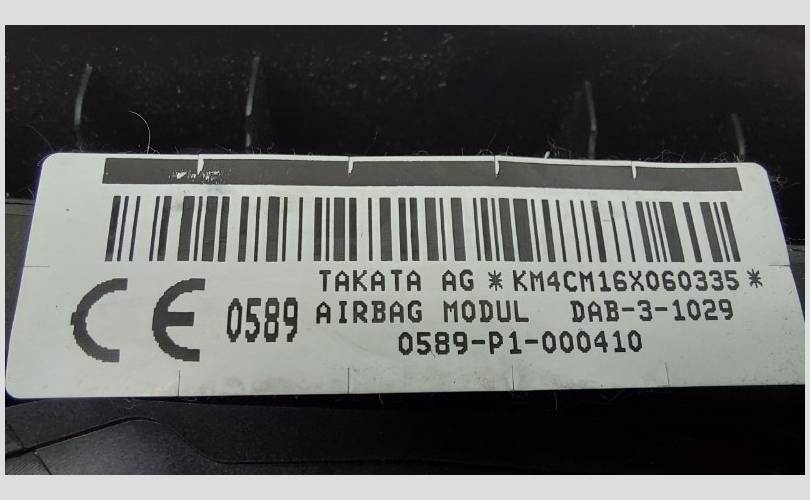 TAKATA AG *KM4CM16X060335*
CE 0589 AIRBAG MODUL DAB-3-1029
0589-P1-000410